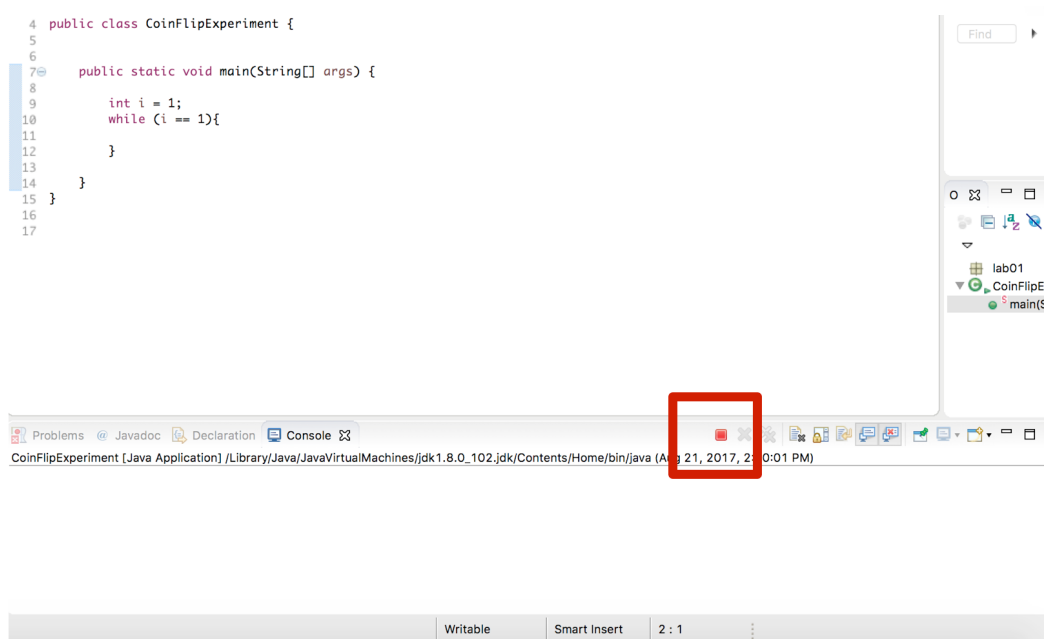 4 public class CoinFlipExperiment {
5
6
7 public static void main(String[] args) {
8
9 int i = 1;
10 while (i == 1){
11
12 }
13
14 }
15 }
16
17
Find
O
lab01
CoinFlipE
main(S
Problems @ Javadoc Declaration Console
CoinFlipExperiment [Java Application] /Library/Java/JavaVirtualMachines/jdk1.8.0_102.jdk/Contents/Home/bin/java (Aug 21, 2017, 2: 0:01 PM)
Writable Smart Insert 2 : 1